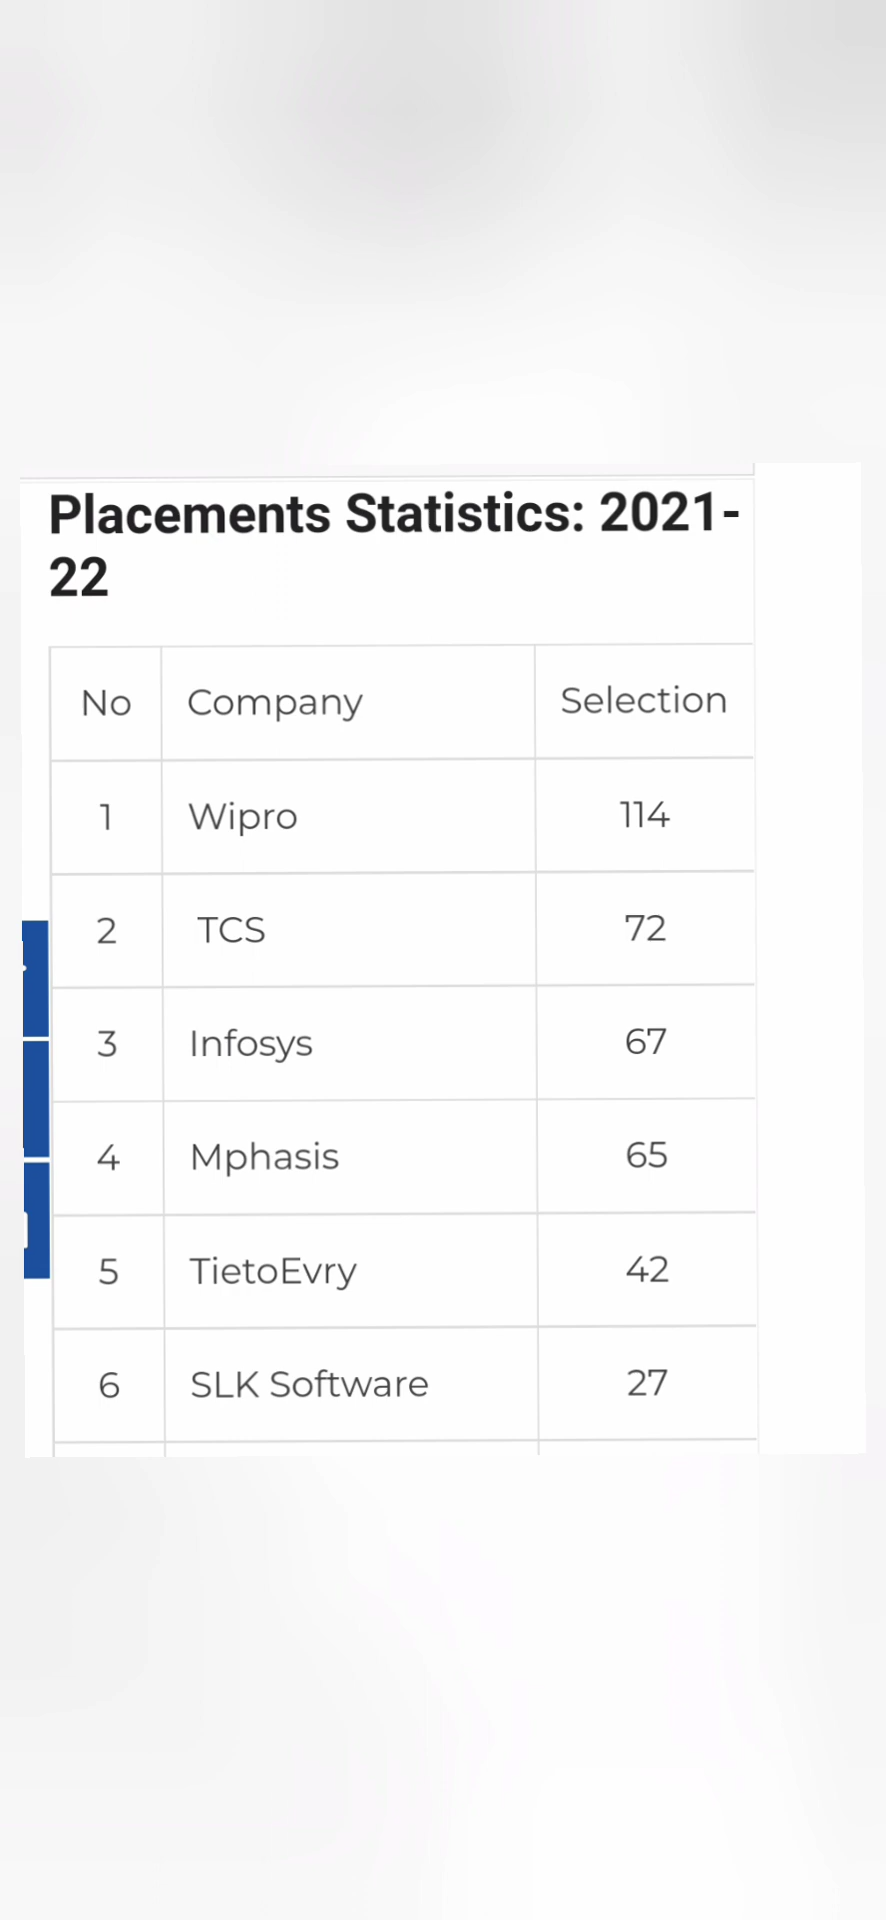 Placements Statistics: 2021-
22
No Company Selection
1 Wipro 114
2 TCS 72
3 Infosys 67
4 Mphasis 65
5 TietoEvry 42
6 SLK Software 27